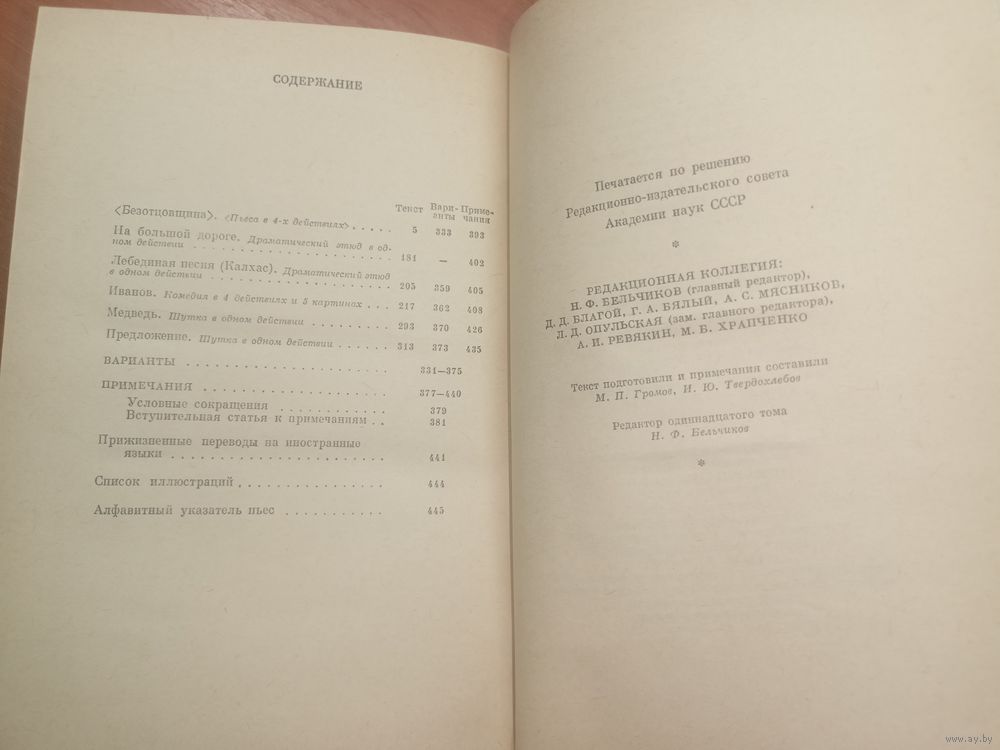 СОДЕРЖАНИЕ
Текст Вари-анты Приме-чания
<Безотцовщина>. <Пьеса в 4-х действиях> . . . . . 5 333 393
На большой дороге. Драматический этюд в од-
ном действии . . . . . . . . . . . . . . . . . 181 — 402
Лебединая песня (Калхас). Драматический этюд
в одном действии . . . . . . . . . . . . . . . . 205 359 405
Иванов. Комедия в 4 действиях и 5 картинах . . . 217 362 408
Медведь. Шутка в одном действии . . . . . . . . 293 370 426
Предложение. Шутка в одном действии . . . . . . 313 373 435
ВАРИАНТЫ . . . . . . . . . . . . . . . . . . 331—375
ПРИМЕЧАНИЯ . . . . . . . . . . . . . . . . . 377—440
Условные сокращения . . . . . . . . . . . 379
Вступительная статья к примечаниям . . 381
Прижизненные переводы на иностранные
языки . . . . . . . . . . . . . . . . . . . . . 441
Список иллюстраций . . . . . . . . . . . . . . . 444
Алфавитный указатель пьес . . . . . . . . . . . 445
Печатается по решению
Редакционно-издательского совета
Академии наук СССР
*
РЕДАКЦИОННАЯ КОЛЛЕГИЯ:
Н. Ф. БЕЛЬЧИКОВ (главный редактор),
Д. Д. БЛАГОЙ, Г. А. БЯЛЫЙ, А. С. МЯСНИКОВ,
Л. Д. ОПУЛЬСКАЯ (зам. главного редактора),
А. И. РЕВЯКИН, М. Б. ХРАПЧЕНКО
Текст подготовили и примечания составили
М. П. Громов, И. Ю. Твердохлебов
Редактор одиннадцатого тома
Н. Ф. Бельчиков
*
www.ay.by